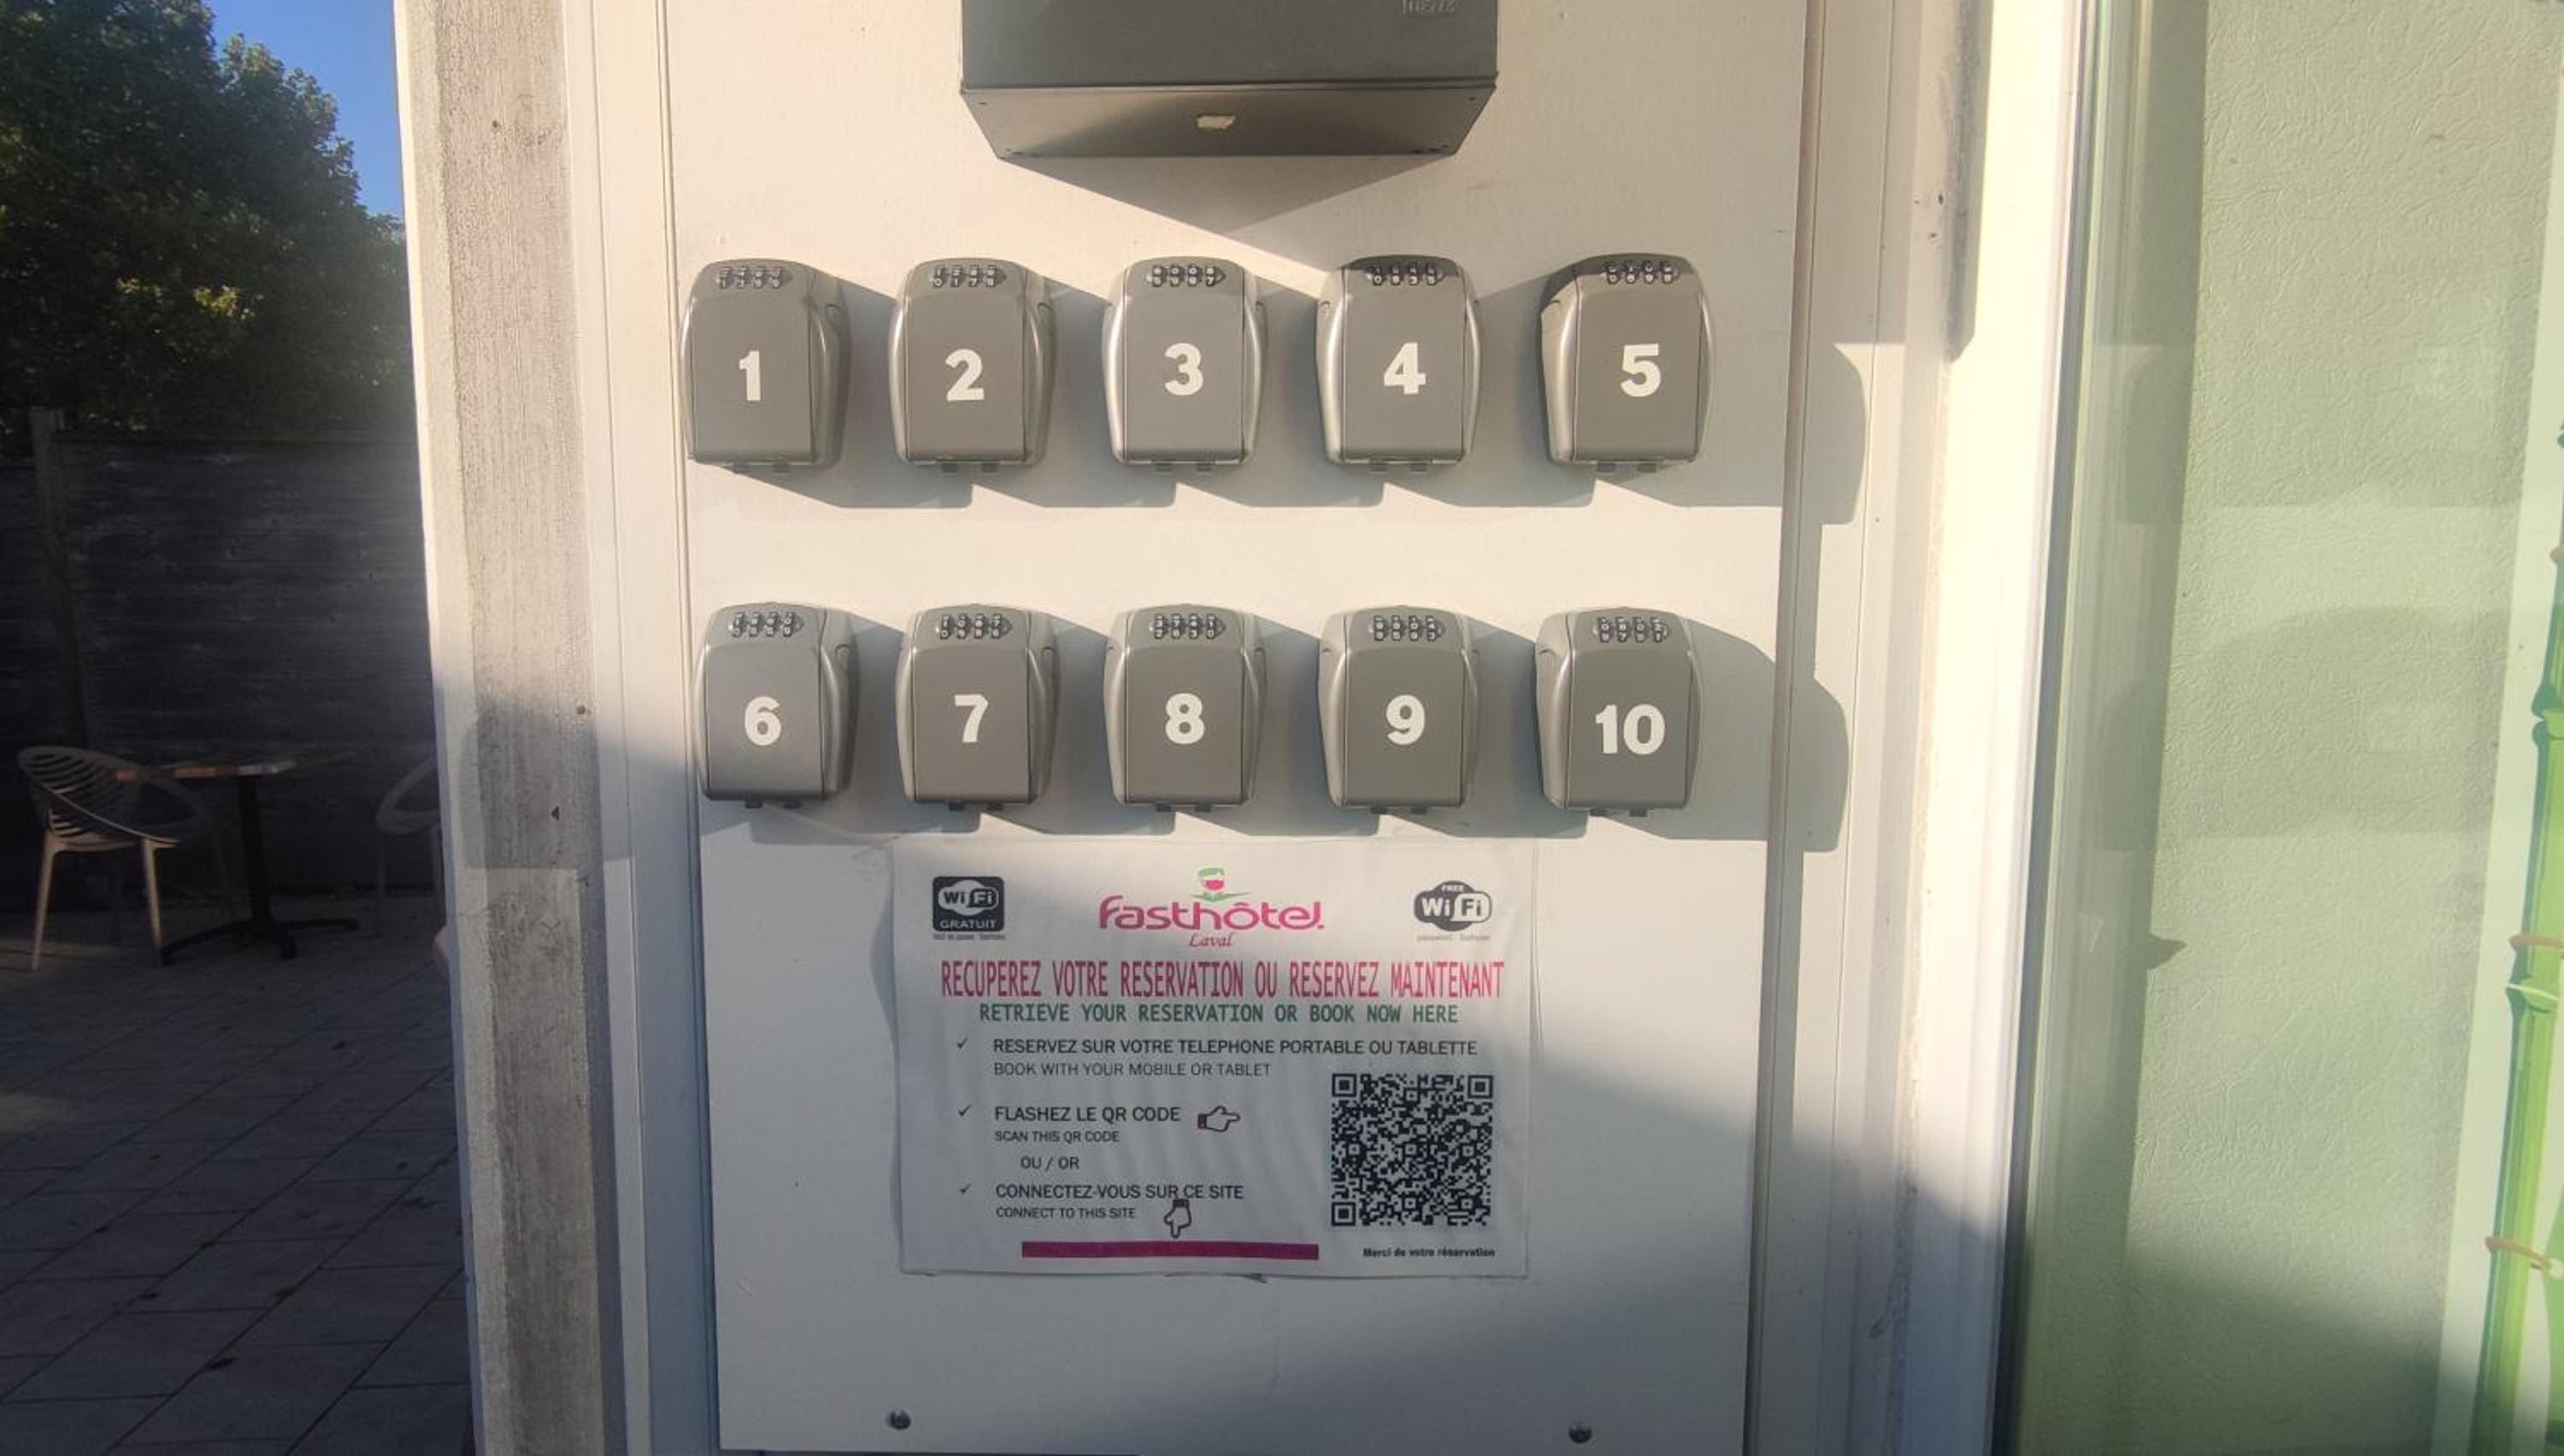 1 2 3 4 5
6 7 8 9 10
WiFi
GRATUIT
fasthôtel
Laval
FREE
WiFi
RECUPEREZ VOTRE RESERVATION OU RESERVEZ MAINTENANT
RETRIEVE YOUR RESERVATION OR BOOK NOW HERE
✓ RESERVEZ SUR VOTRE TELEPHONE PORTABLE OU TABLETTE
BOOK WITH YOUR MOBILE OR TABLET
✓ FLASHEZ LE QR CODE
SCAN THIS QR CODE
OU / OR
✓ CONNECTEZ-VOUS SUR CE SITE
CONNECT TO THIS SITE
Merci de votre réservation